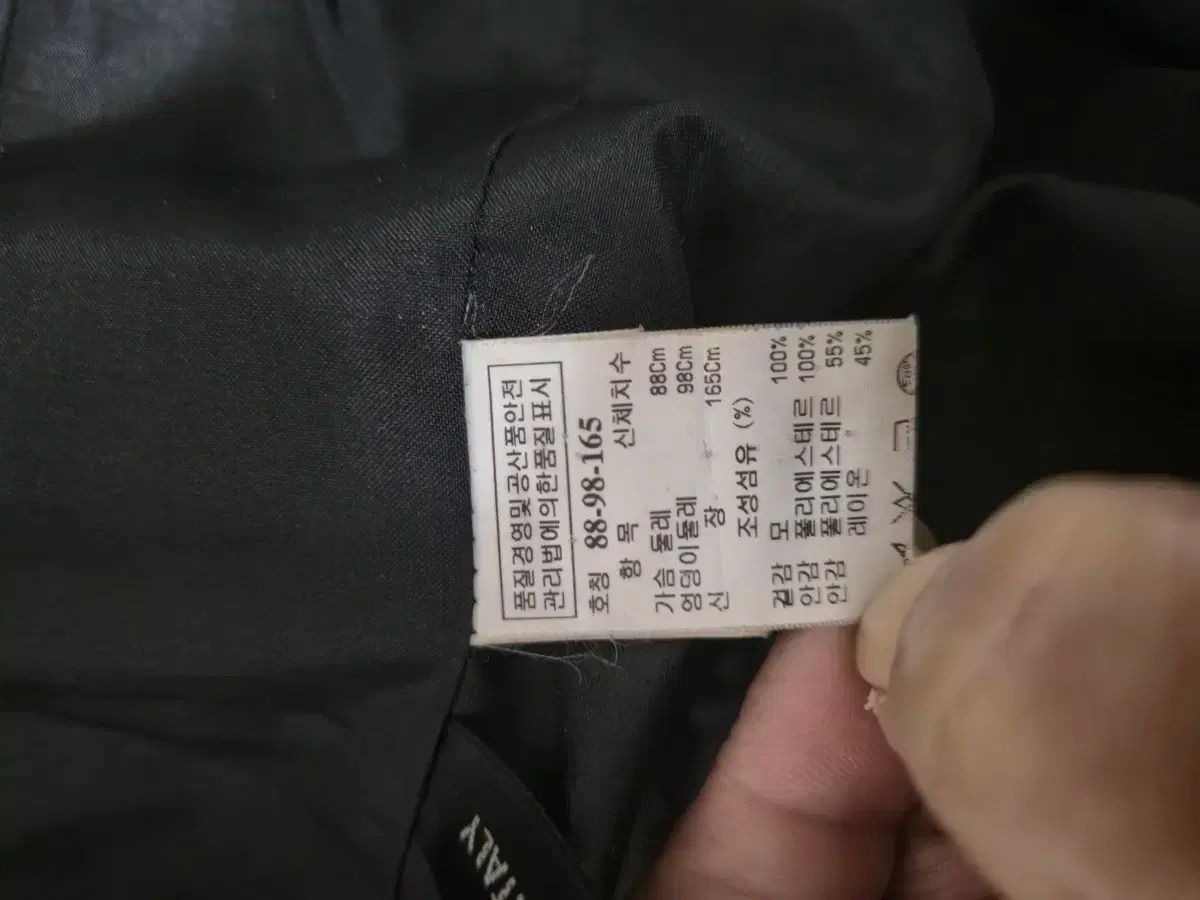 품질경영및공산품안전
관리법에의한품질표시
호칭 88-98-165
항 목 신체치수
가슴 둘레 88Cm
엉덩이둘레 98Cm
신 장 165Cm
조성섬유 (%)
겉감 모 100%
안감 폴리에스테르 100%
안감 폴리에스테르 55%
레이온 45%
ITALY